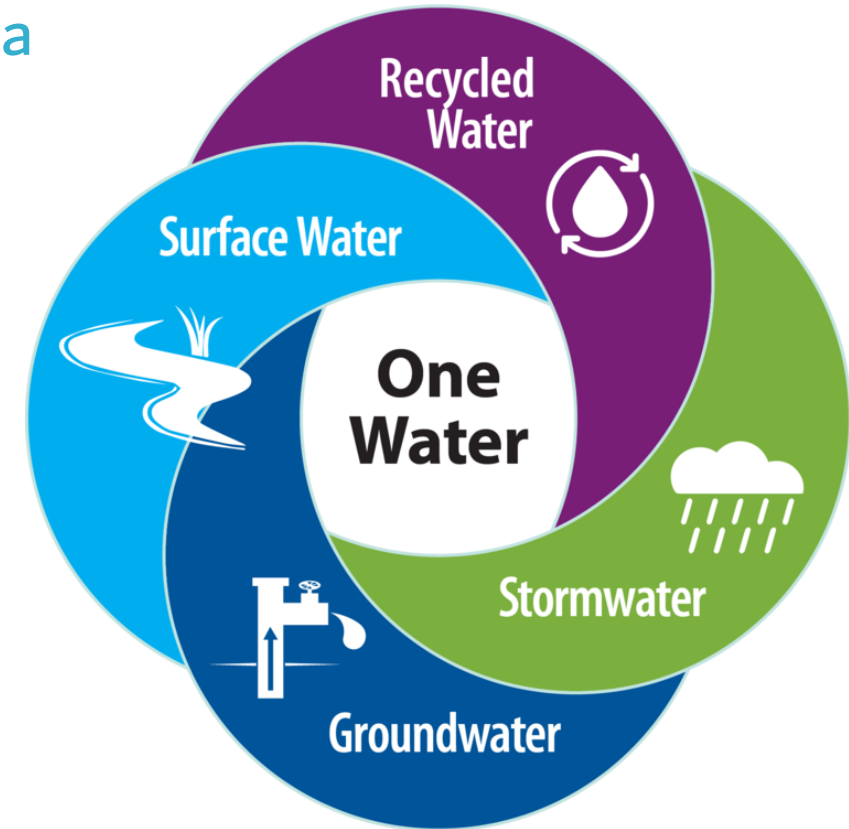 a
Recycled
Water
Surface Water
One
Water
Stormwater
Groundwater